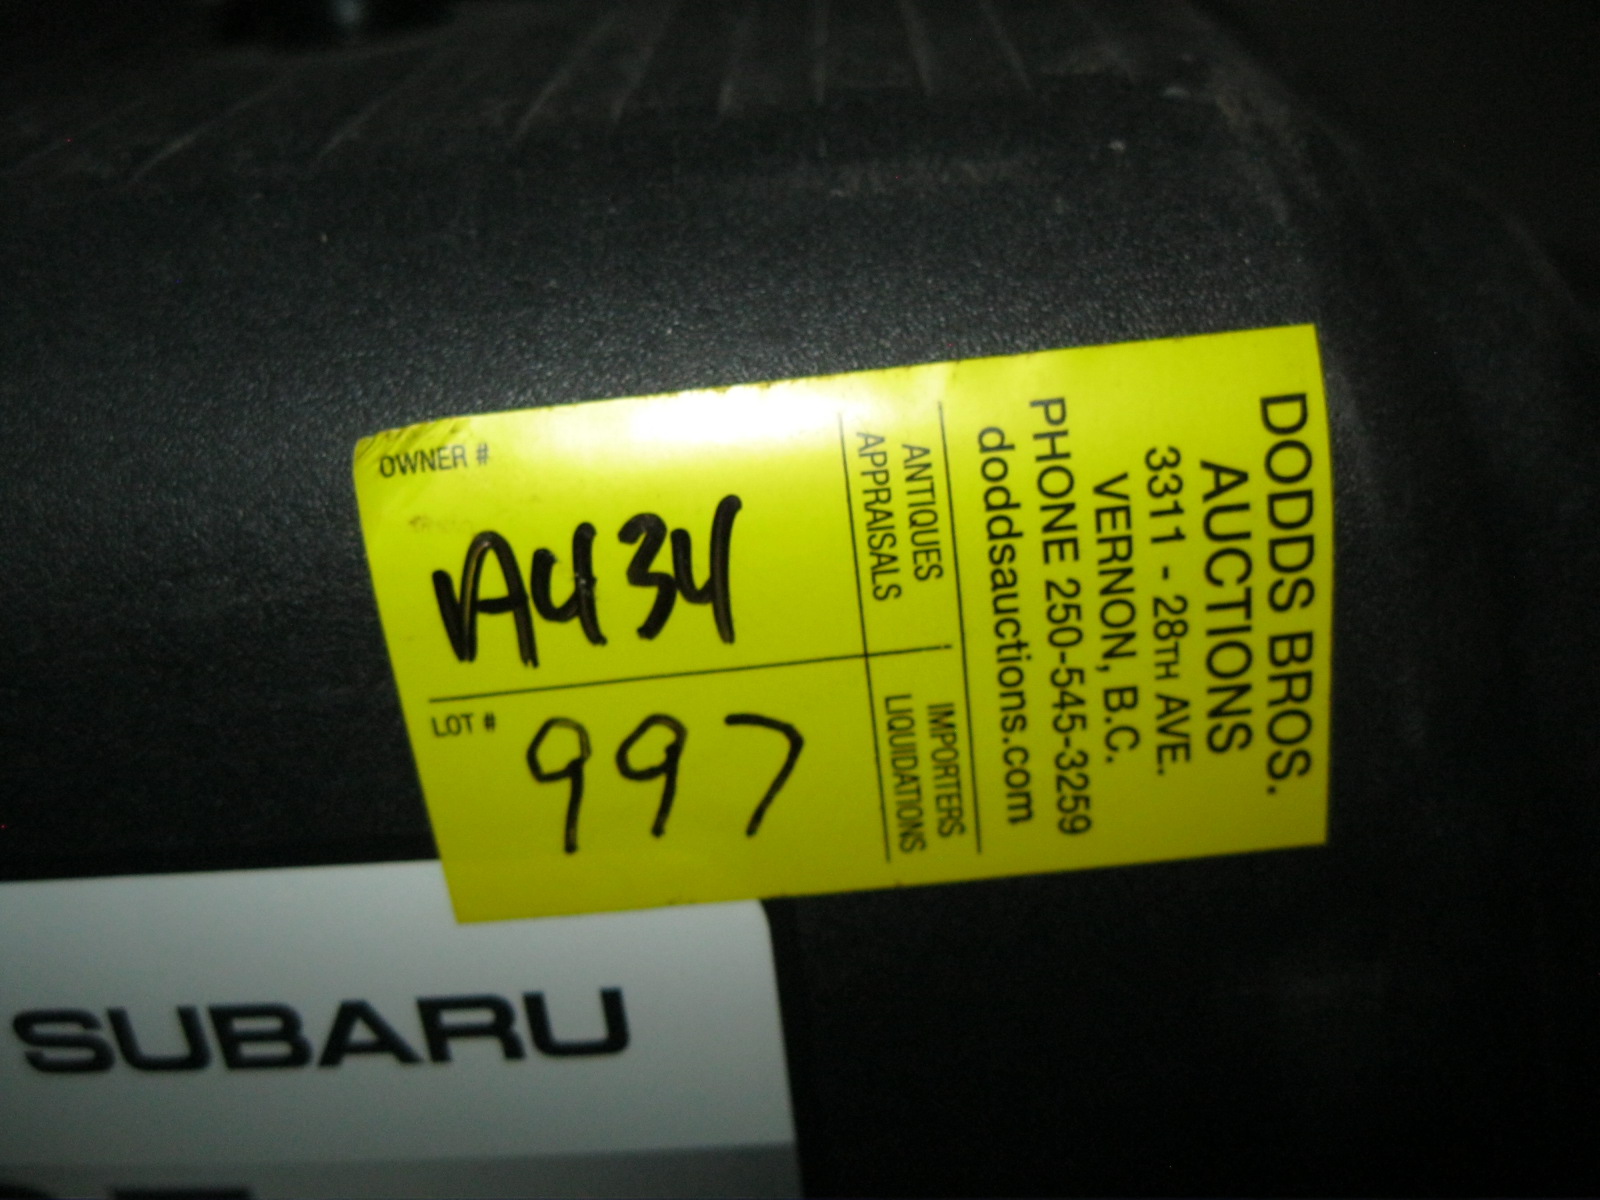 OWNER #
A434
LOT #
997
ANTIQUES
APPRAISALS
IMPORTERS
LIQUIDATIONS
DODDS BROS.
AUCTIONS
3311 - 28TH AVE.
VERNON, B.C.
PHONE 250-545-3259
doddsauctions.com
SUBARU